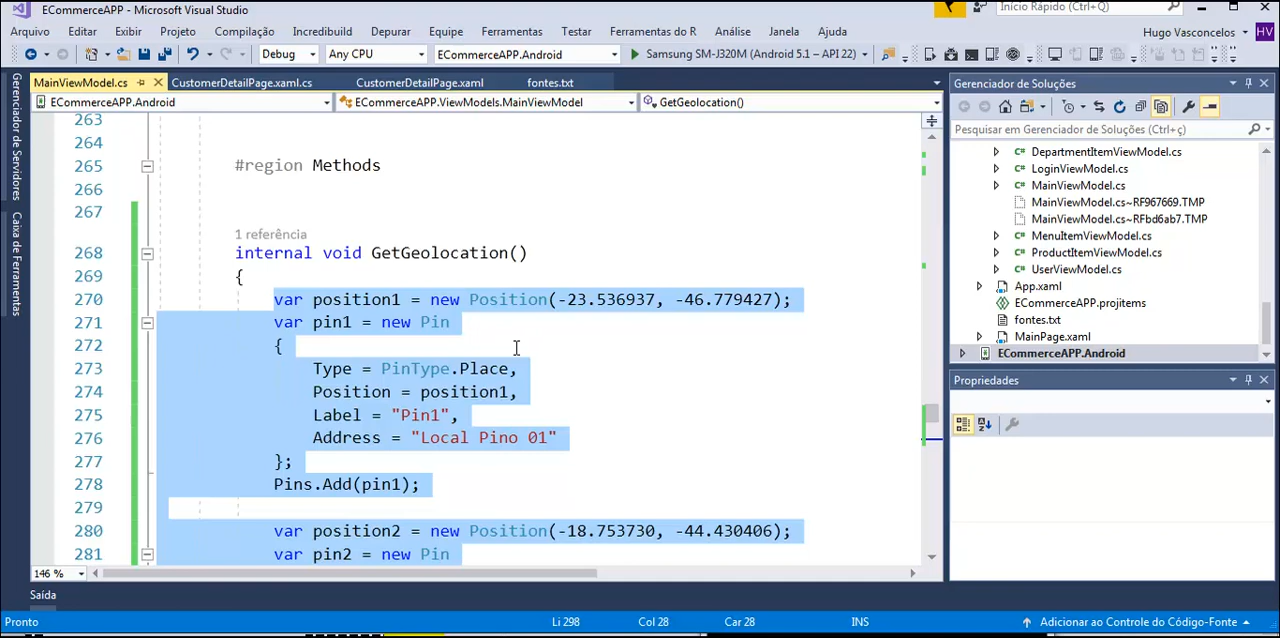 ECommerceAPP - Microsoft Visual Studio
Início Rápido (Ctrl+Q)
Arquivo Editar Exibir Projeto Compilação Incredibuild Depurar Equipe Ferramentas Testar Ferramentas do R Análise Janela Ajuda
Hugo Vasconcelos HV
Debug Any CPU ECommerceAPP.Android Samsung SM-J320M (Android 5.1 - API 22)
MainViewModel.cs CustomerDetailPage.xaml.cs CustomerDetailPage.xaml fontes.txt
ECommerceAPP.Android ECommerceAPP.ViewModels.MainViewModel GetGeolocation()
Gerenciador de Servidores
Caixa de Ferramentas
263
264
265 #region Methods
266
267
1 referência
268 internal void GetGeolocation()
269 {
270 var position1 = new Position(-23.536937, -46.779427);
271 var pin1 = new Pin
272 {
273 Type = PinType.Place,
274 Position = position1,
275 Label = "Pin1",
276 Address = "Local Pino 01"
277 };
278 Pins.Add(pin1);
279
280 var position2 = new Position(-18.753730, -44.430406);
281 var pin2 = new Pin
146 %
Gerenciador de Soluções
Pesquisar em Gerenciador de Soluções (Ctrl+ç)
C# DepartmentItemViewModel.cs
C# LoginViewModel.cs
C# MainViewModel.cs
MainViewModel.cs~RF967669.TMP
MainViewModel.cs~RFbd6ab7.TMP
C# MenuItemViewModel.cs
C# ProductItemViewModel.cs
C# UserViewModel.cs
App.xaml
ECommerceAPP.projitems
fontes.txt
MainPage.xaml
ECommerceAPP.Android
Propriedades
Saída
Pronto Li 298 Col 28 Car 28 INS Adicionar ao Controle do Código-Fonte